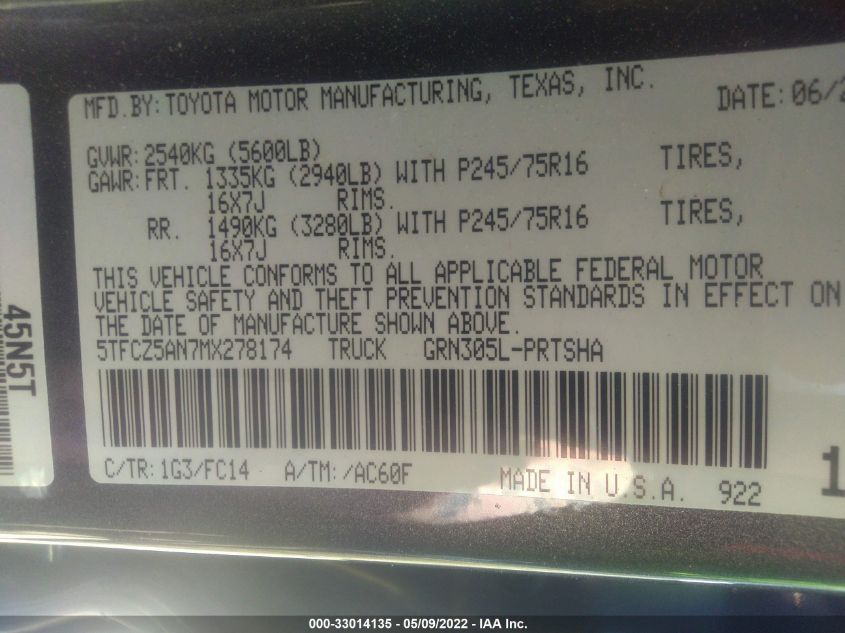 MFD.BY: TOYOTA MOTOR MANUFACTURING, TEXAS, INC. DATE: 06/2
GVWR: 2540KG (5600LB)
GAWR: FRT. 1335KG (2940LB) WITH P245/75R16 TIRES,
16X7J RIMS.
RR. 1490KG (3280LB) WITH P245/75R16 TIRES,
16X7J RIMS.
THIS VEHICLE CONFORMS TO ALL APPLICABLE FEDERAL MOTOR
VEHICLE SAFETY AND THEFT PREVENTION STANDARDS IN EFFECT ON
THE DATE OF MANUFACTURE SHOWN ABOVE.
5TFCZ5AN7MX278174 TRUCK GRN305L-PRTSHA
C/TR: 1G3/FC14 A/TM: /AC60F MADE IN U.S.A. 922
1
45N5T
000-33014135 - 05/09/2022 - IAA Inc.